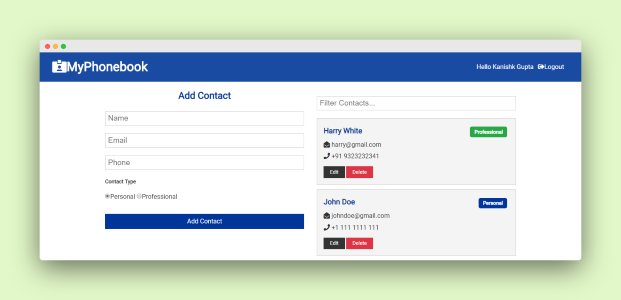 MyPhonebook
Hello Kanishk Gupta Logout
Add Contact
Name
Email
Phone
Contact Type
Personal Professional
Add Contact
Filter Contacts...
Harry White
Professional
harry@gmail.com
+91 9323232341
Edit Delete
John Doe
Personal
johndoe@gmail.com
+1 111 1111 111
Edit Delete